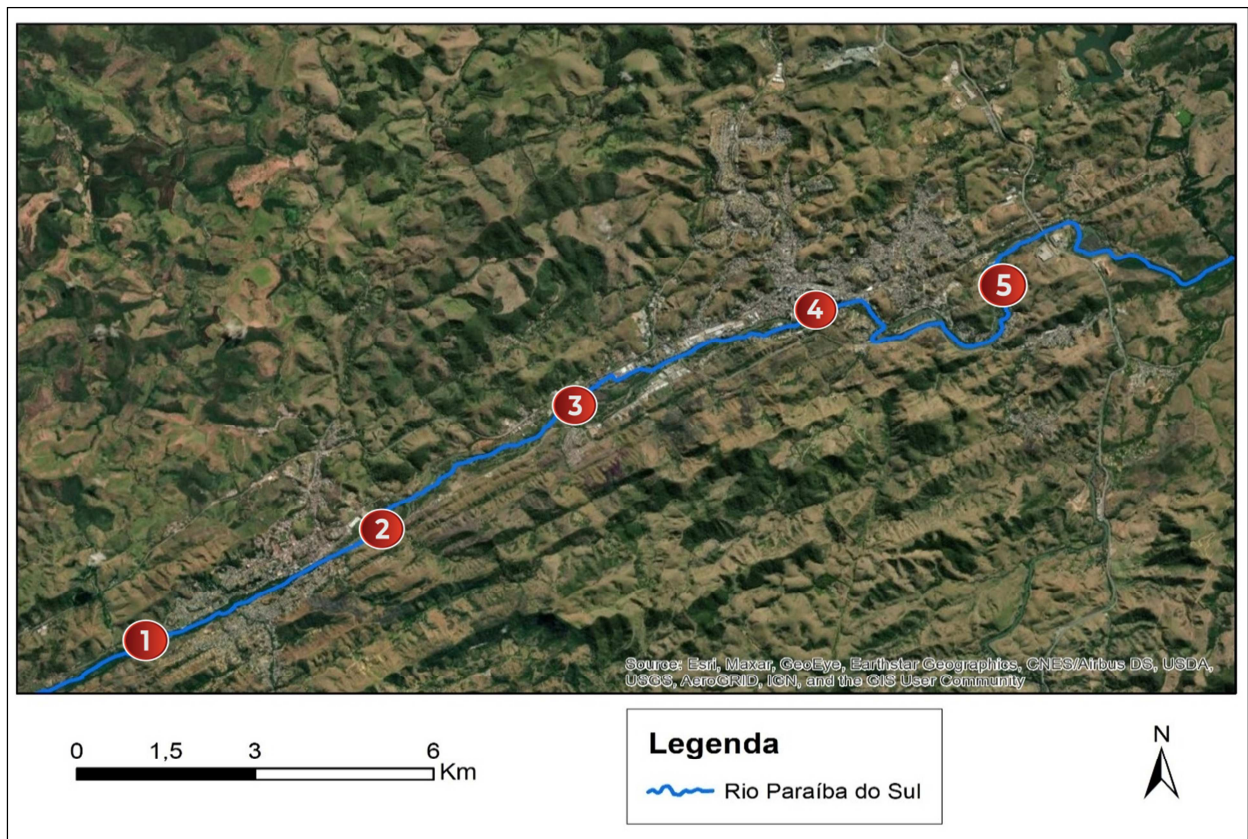 5
4
3
2
1
Source: Esri, Maxar, GeoEye, Earthstar Geographics, CNES/Airbus DS, USDA,
USGS, AeroGRID, IGN, and the GIS User Community
0 1,5 3 6
Km
Legenda
Rio Paraíba do Sul
N